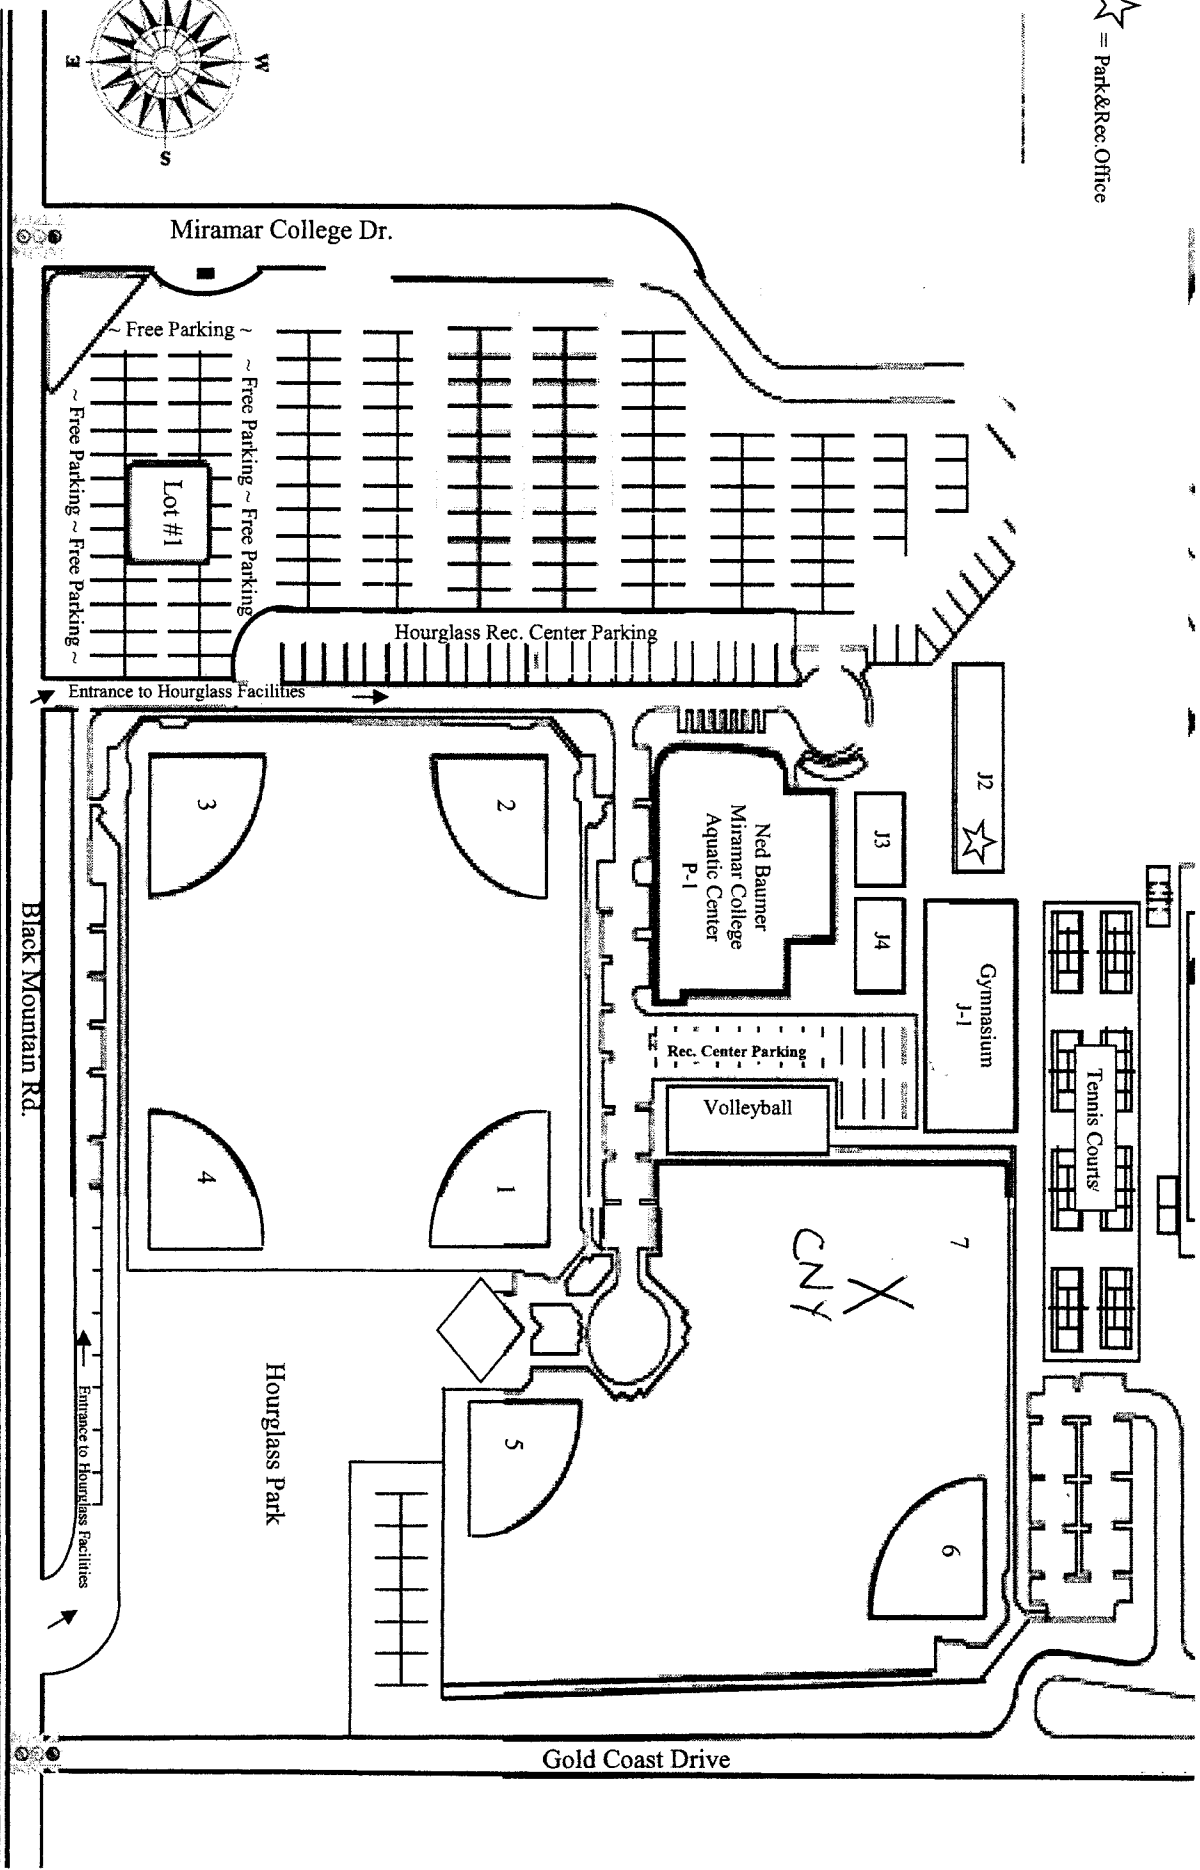 = Park&Rec.Office
W
E
S
Miramar College Dr.
~ Free Parking ~
~ Free Parking ~ Free Parking
~ Free Parking ~ Free Parking ~
Lot #1
Hourglass Rec. Center Parking
Entrance to Hourglass Facilities
J2
J3
J4
Ned Baumer
Miramar College
Aquatic Center
P-1
Gymnasium
J-1
Tennis Courts/
Rec. Center Parking
Volleyball
3
2
4
1
7
X
CNY
5
6
Hourglass Park
Black Mountain Rd.
Entrance to Hourglass Facilities
Gold Coast Drive